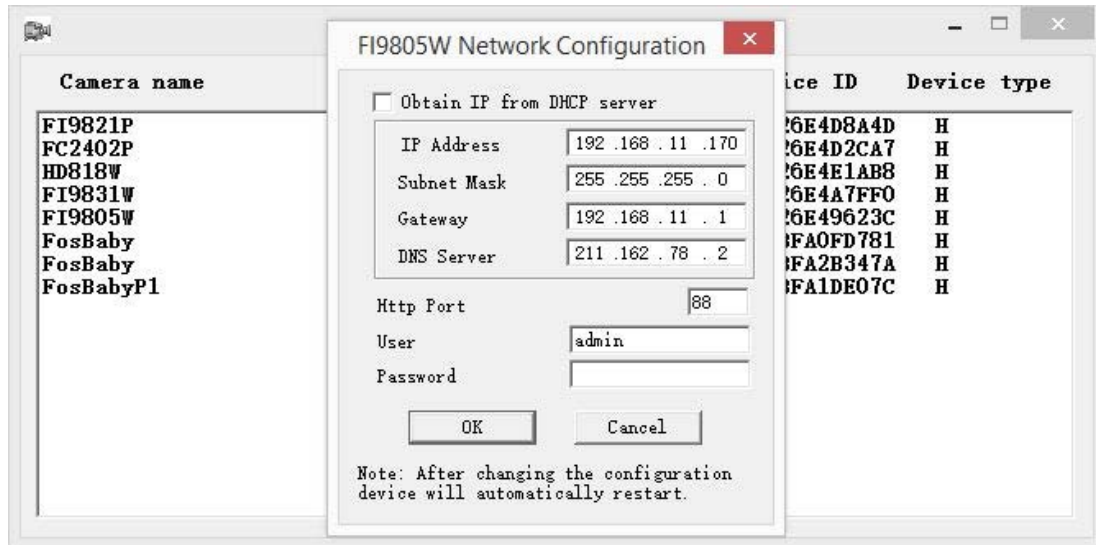 FI9805W Network Configuration
Camera name
ice ID Device type
Obtain IP from DHCP server
IP Address 192 .168 . 11 .170
Subnet Mask 255 .255 .255 . 0
Gateway 192 .168 . 11 . 1
DNS Server 211 .162 . 78 . 2
Http Port 88
User admin
Password
OK Cancel
Note: After changing the configuration
device will automatically restart.
FI9821P 26E4D8A4D H
FC2402P 26E4D2CA7 H
HD818W 26E4E1AB8 H
FI9831W 26E4A7FF0 H
FI9805W 26E49623C H
FosBaby FA0FD781 H
FosBaby FA2B347A H
FosBabyP1 FA1DE07C H